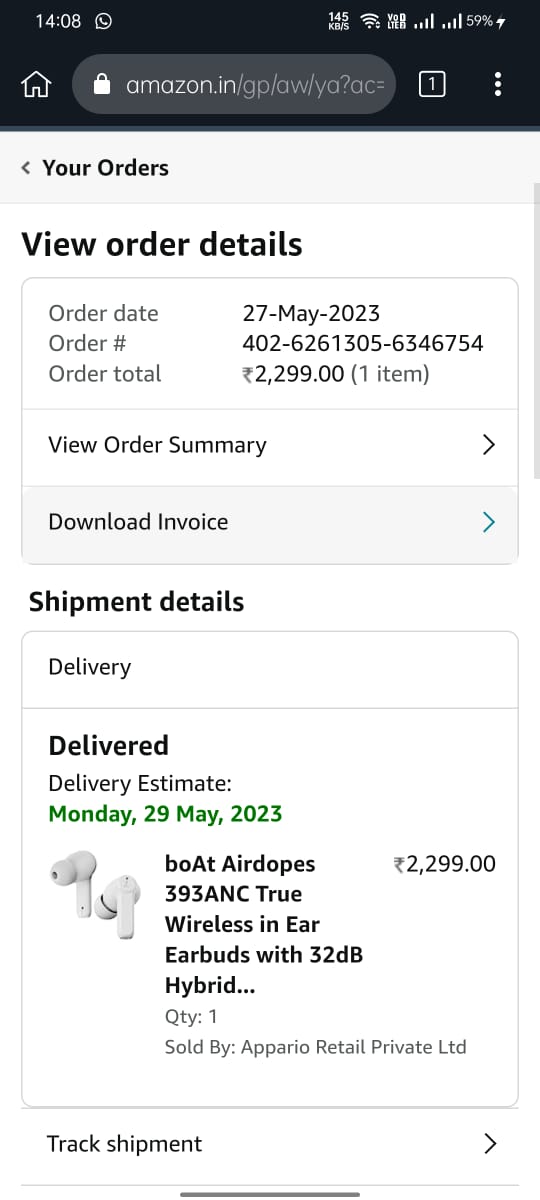 14:08
145 KB/S
Vo LTE
59%
amazon.in/gp/aw/ya?ac=
1
Your Orders
View order details
Order date 27-May-2023
Order # 402-6261305-6346754
Order total ₹2,299.00 (1 item)
View Order Summary
Download Invoice
Shipment details
Delivery
Delivered
Delivery Estimate:
Monday, 29 May, 2023
boAt Airdopes ₹2,299.00
393ANC True
Wireless in Ear
Earbuds with 32dB
Hybrid...
Qty: 1
Sold By: Appario Retail Private Ltd
Track shipment